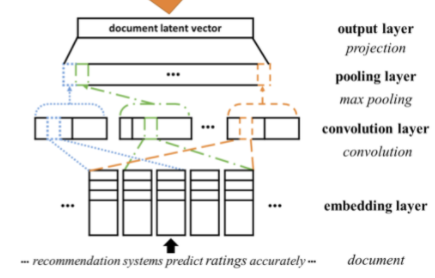 document latent vector
output layer
projection
pooling layer
...
max pooling
...
convolution layer
convolution
...
...
embedding layer
... recommendation systems predict ratings accurately ...
document